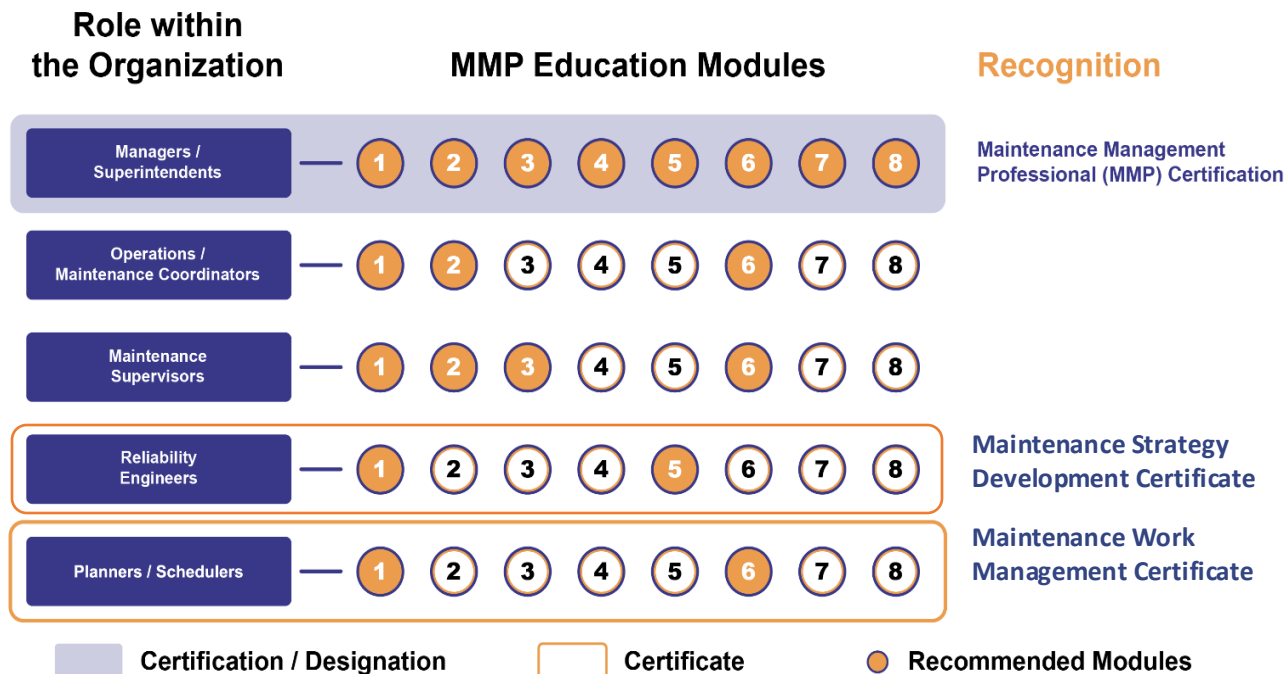 Role within
the Organization
MMP Education Modules
Recognition
Managers /
Superintendents
1 2 3 4 5 6 7 8
Maintenance Management
Professional (MMP) Certification
Operations /
Maintenance Coordinators
1 2 3 4 5 6 7 8
Maintenance
Supervisors
1 2 3 4 5 6 7 8
Reliability
Engineers
1 2 3 4 5 6 7 8
Maintenance Strategy
Development Certificate
Planners / Schedulers
1 2 3 4 5 6 7 8
Maintenance Work
Management Certificate
Certification / Designation
Certificate
Recommended Modules